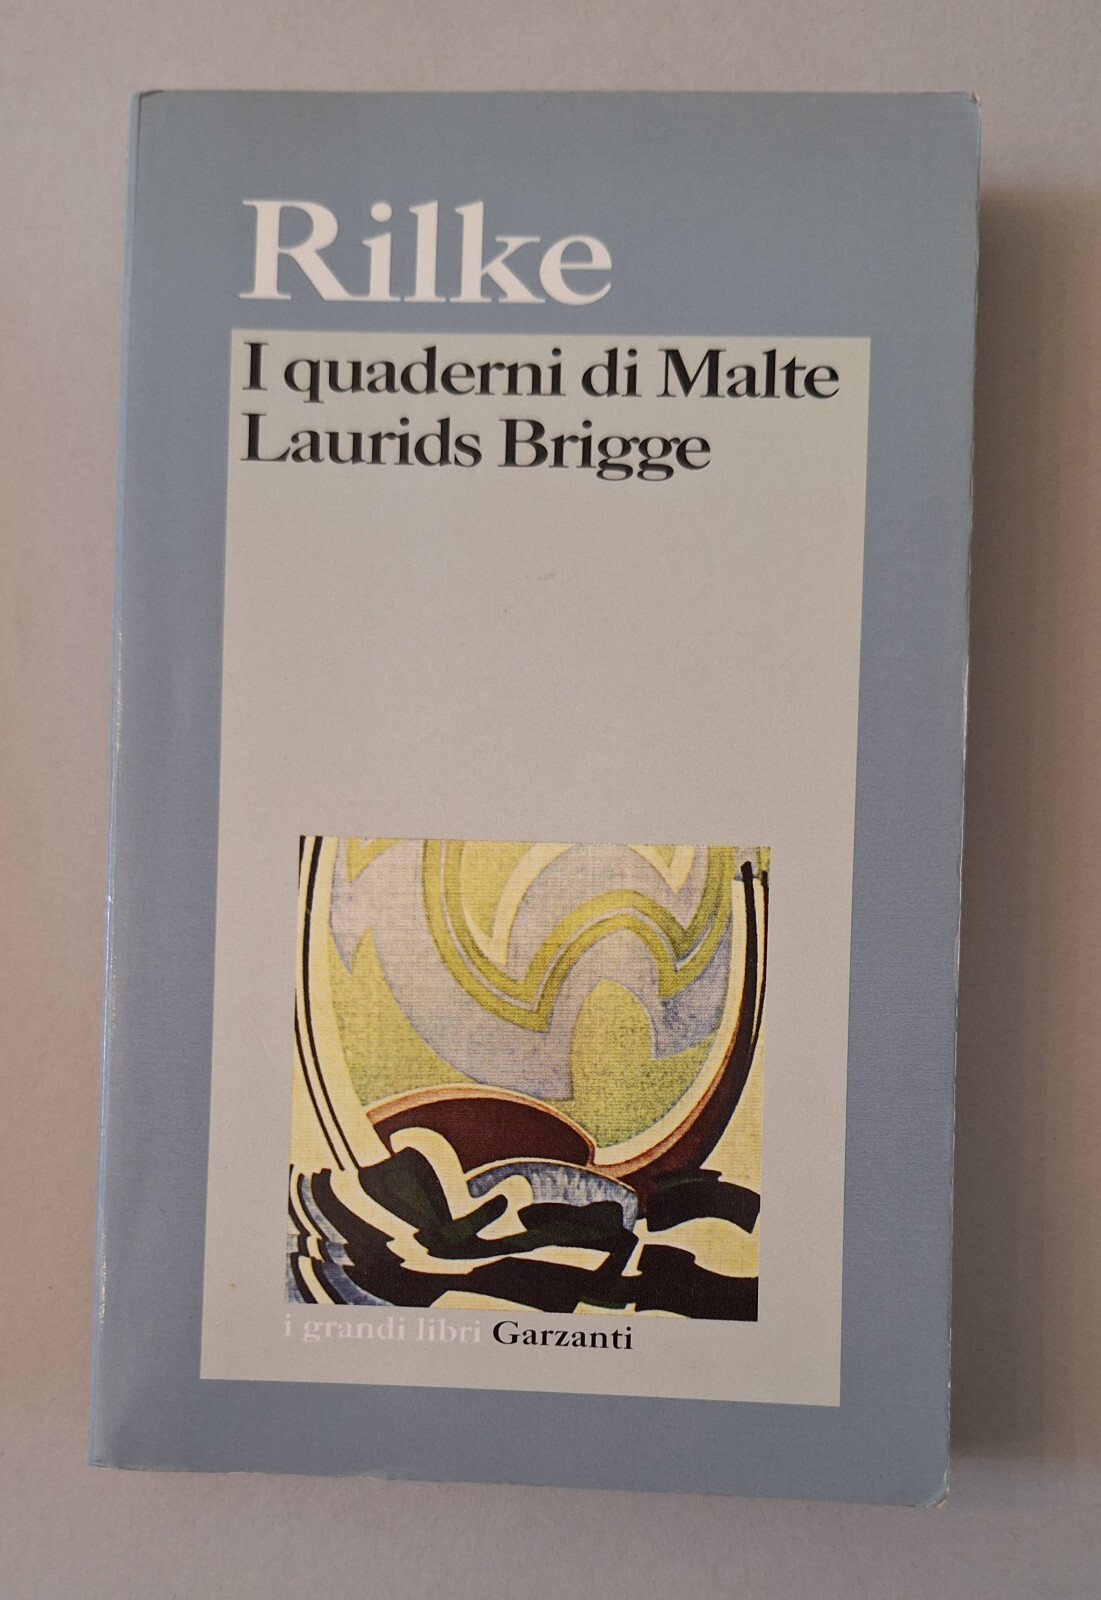 Rilke
I quaderni di Malte
Laurids Brigge
i grandi libri Garzanti